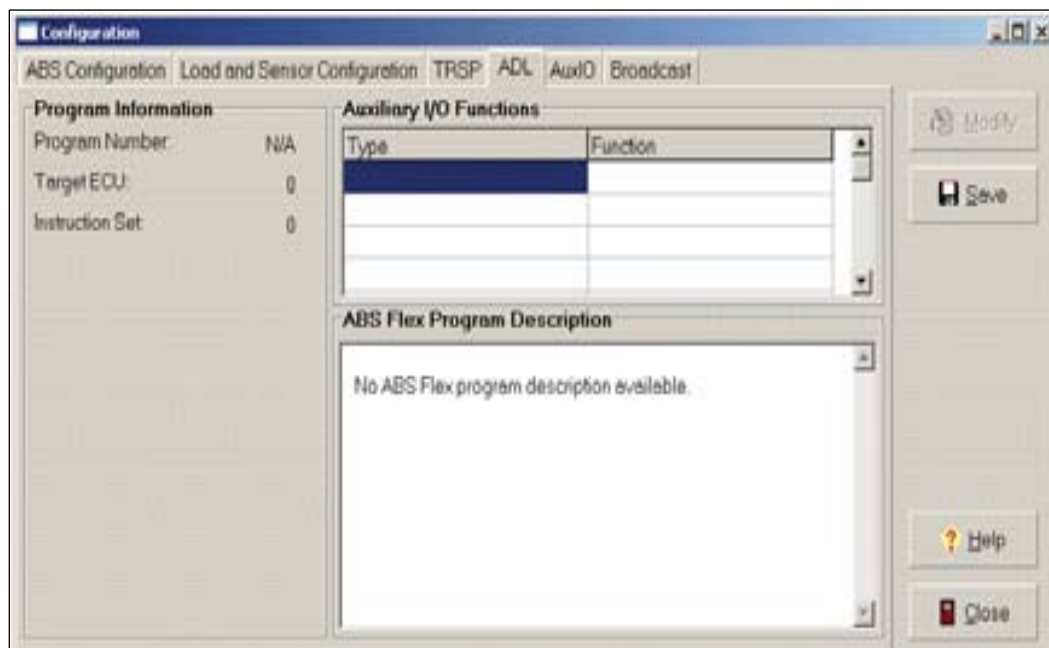 Configuration
ABS Configuration Load and Sensor Configuration TRSP ADL AuxIO Broadcast
Program Information
Program Number: N/A
Target ECU: 0
Instruction Set: 0
Auxiliary I/O Functions
Type Function
ABS Flex Program Description
No ABS Flex program description available.
Modify
Save
Help
Close